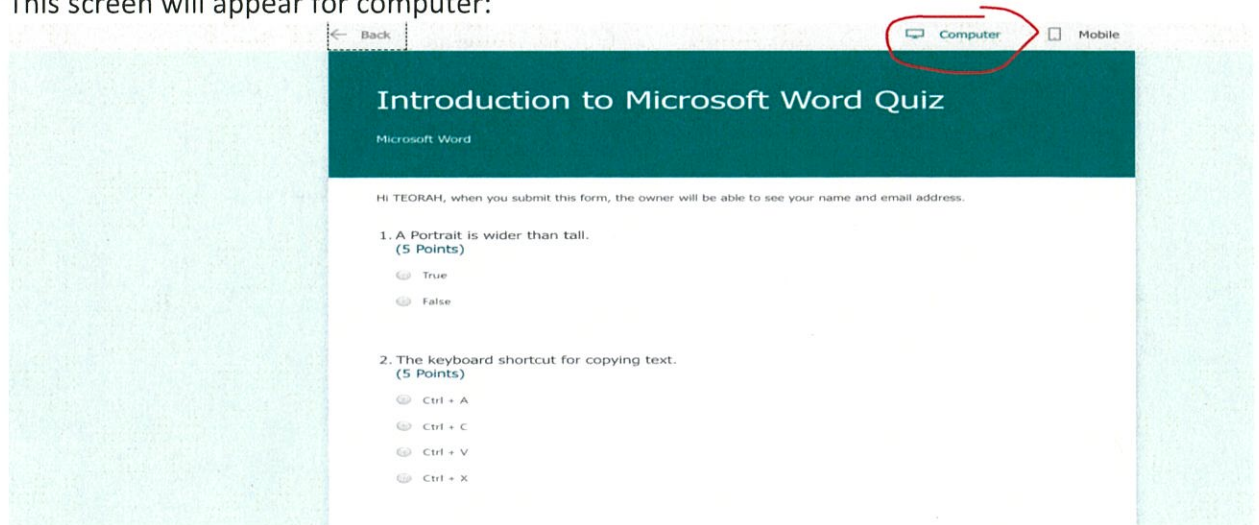 This screen will appear for computer:
Back
Computer
Mobile
Introduction to Microsoft Word Quiz
Microsoft Word
Hi TEORAH, when you submit this form, the owner will be able to see your name and email address.
1. A Portrait is wider than tall.
(5 Points)
True
False
2. The keyboard shortcut for copying text.
(5 Points)
Ctrl + A
Ctrl + C
Ctrl + V
Ctrl + X